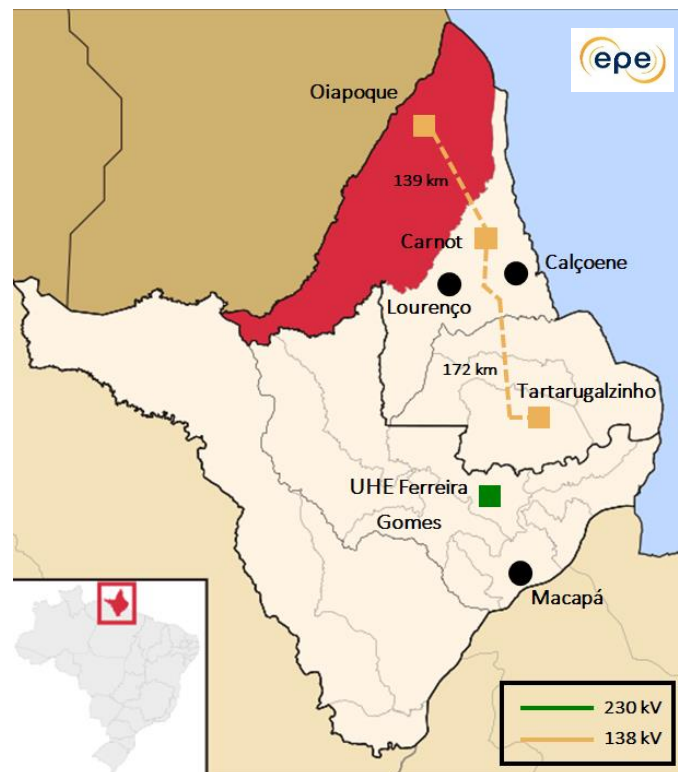 epe
Oiapoque
139 km
Carnot
Calçoene
Lourenço
172 km
Tartarugalzinho
UHE Ferreira
Gomes
Macapá
230 kV
138 kV